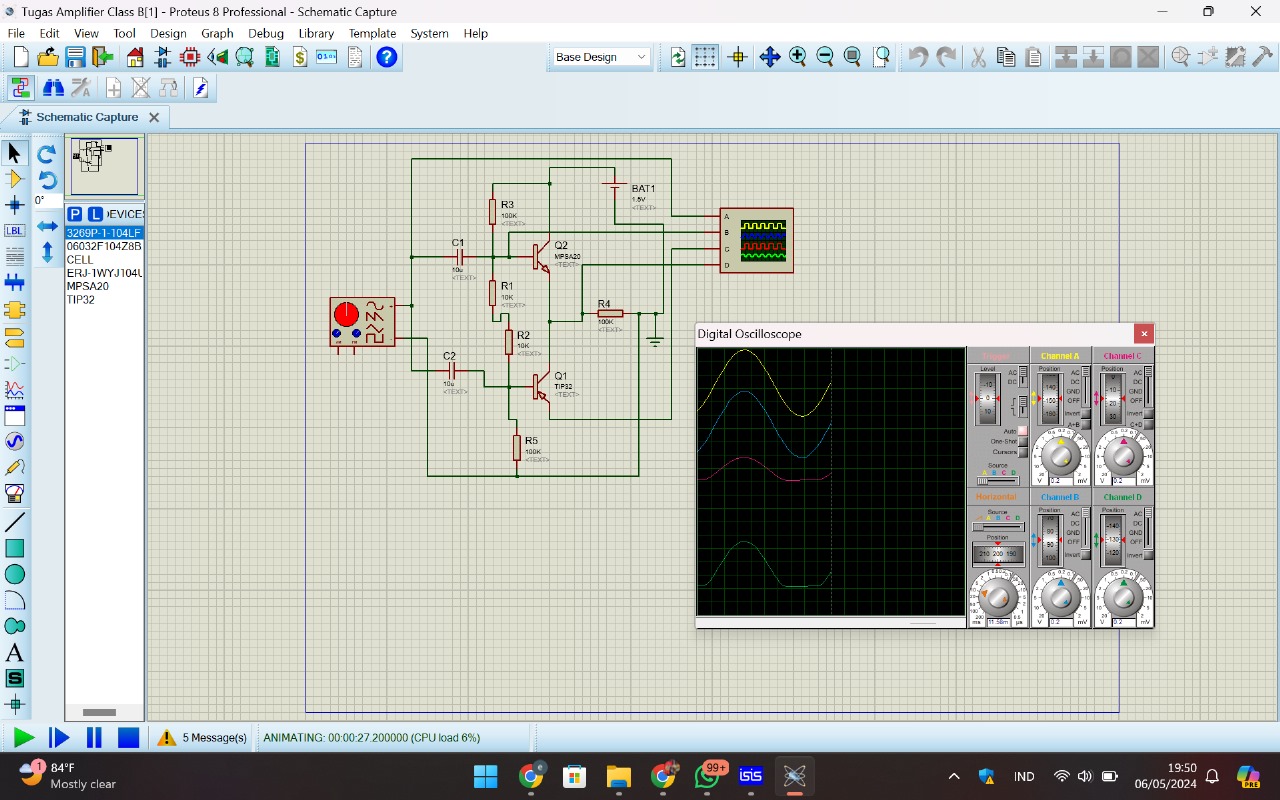 Tugas Amplifier Class B[1] - Proteus 8 Professional - Schematic Capture
File Edit View Tool Design Graph Debug Library Template System Help
Base Design
Schematic Capture
0°
P L DEVICES
3269P-1-104LF
06032F104Z8B
CELL
ERJ-1WYJ104U
MPSA20
TIP32
LBL
A
S
R3
100K
<TEXT>
BAT1
1.5V
<TEXT>
C1
10u
<TEXT>
Q2
MPSA20
<TEXT>
A
B
C
D
R1
10K
<TEXT>
R4
100K
<TEXT>
R2
10K
<TEXT>
C2
10u
<TEXT>
Q1
TIP32
<TEXT>
R5
100K
<TEXT>
Digital Oscilloscope
Trigger
Level
AC
DC
Auto
One-Shot
Cursors
Source
A B C D
Channel A
Position
AC
DC
GND
OFF
Invert
A+B
V 0.2 mV
Channel C
Position
AC
DC
GND
OFF
Invert
C+D
V 0.2 mV
Horizontal
Source
A B C D
Position
210 200 190
ms 11.58m µs
Channel B
Position
AC
DC
GND
OFF
Invert
V 0.2 mV
Channel D
Position
AC
DC
GND
OFF
Invert
V 0.2 mV
5 Message(s)
ANIMATING: 00:00:27.200000 (CPU load 6%)
1
84°F
Mostly clear
99+
isis
IND
19:50
06/05/2024
PRE